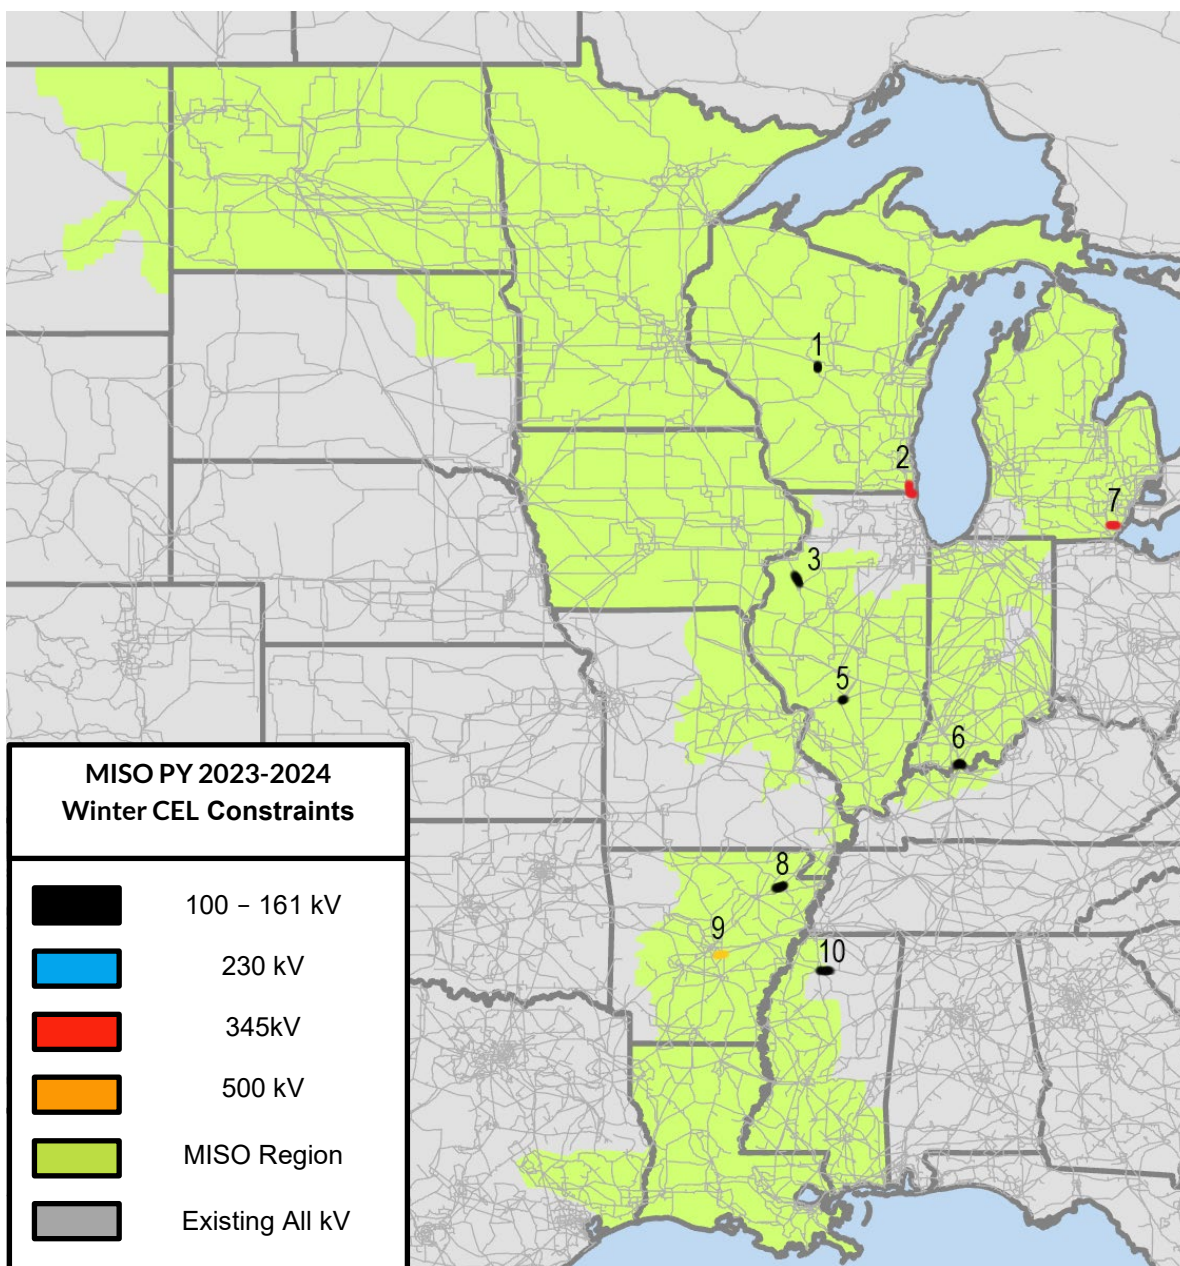 1
2
7
3
5
6
8
9
10
MISO PY 2023-2024
Winter CEL Constraints
100 – 161 kV
230 kV
345kV
500 kV
MISO Region
Existing All kV